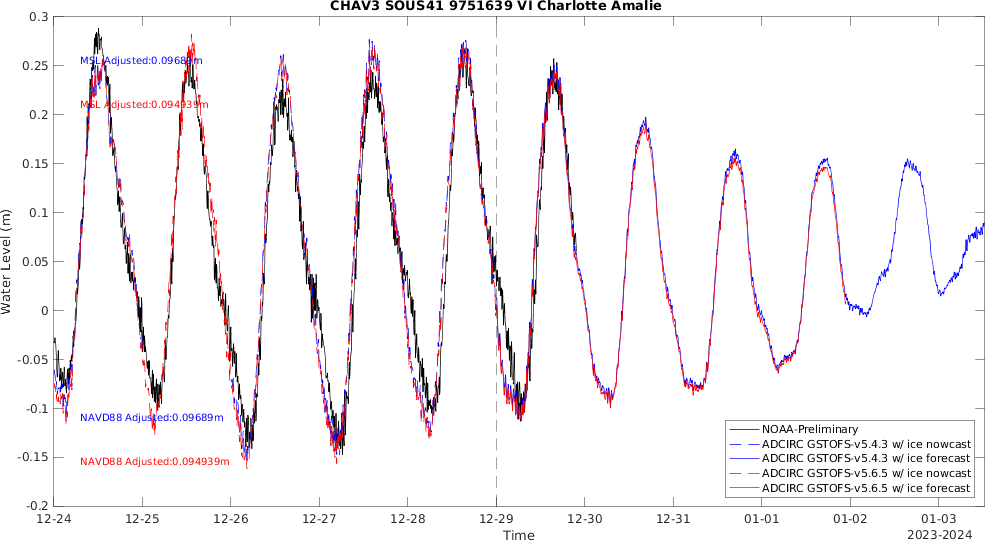 CHAV3 SOUS41 9751639 VI Charlotte Amalie
0.3
0.25
0.2
0.15
0.1
0.05
0
-0.05
-0.1
-0.15
-0.2
Water Level (m)
MSL Adjusted:0.09689m
MSL Adjusted:0.094939m
NAVD88 Adjusted:0.09689m
NAVD88 Adjusted:0.094939m
NOAA-Preliminary
ADCIRC GSTOFS-v5.4.3 w/ ice nowcast
ADCIRC GSTOFS-v5.4.3 w/ ice forecast
ADCIRC GSTOFS-v5.6.5 w/ ice nowcast
ADCIRC GSTOFS-v5.6.5 w/ ice forecast
12-24 12-25 12-26 12-27 12-28 12-29 12-30 12-31 01-01 01-02 01-03
Time
2023-2024